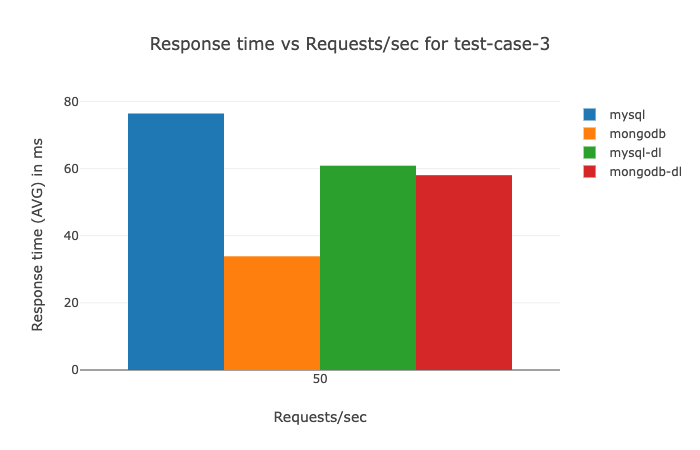 Response time vs Requests/sec for test-case-3
Response time (AVG) in ms
80
60
40
20
0
50
Requests/sec
mysql
mongodb
mysql-dl
mongodb-dl